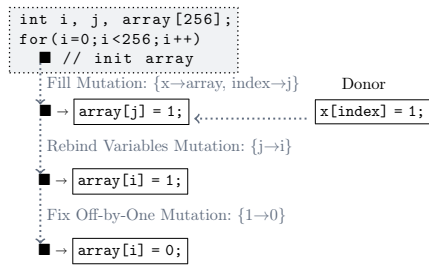 int i, j, array[256];
for(i=0;i<256;i++)
■ // init array
Fill Mutation: {x→array, index→j}
Donor
■ → array[j] = 1;
x[index] = 1;
Rebind Variables Mutation: {j→i}
■ → array[i] = 1;
Fix Off-by-One Mutation: {1→0}
■ → array[i] = 0;